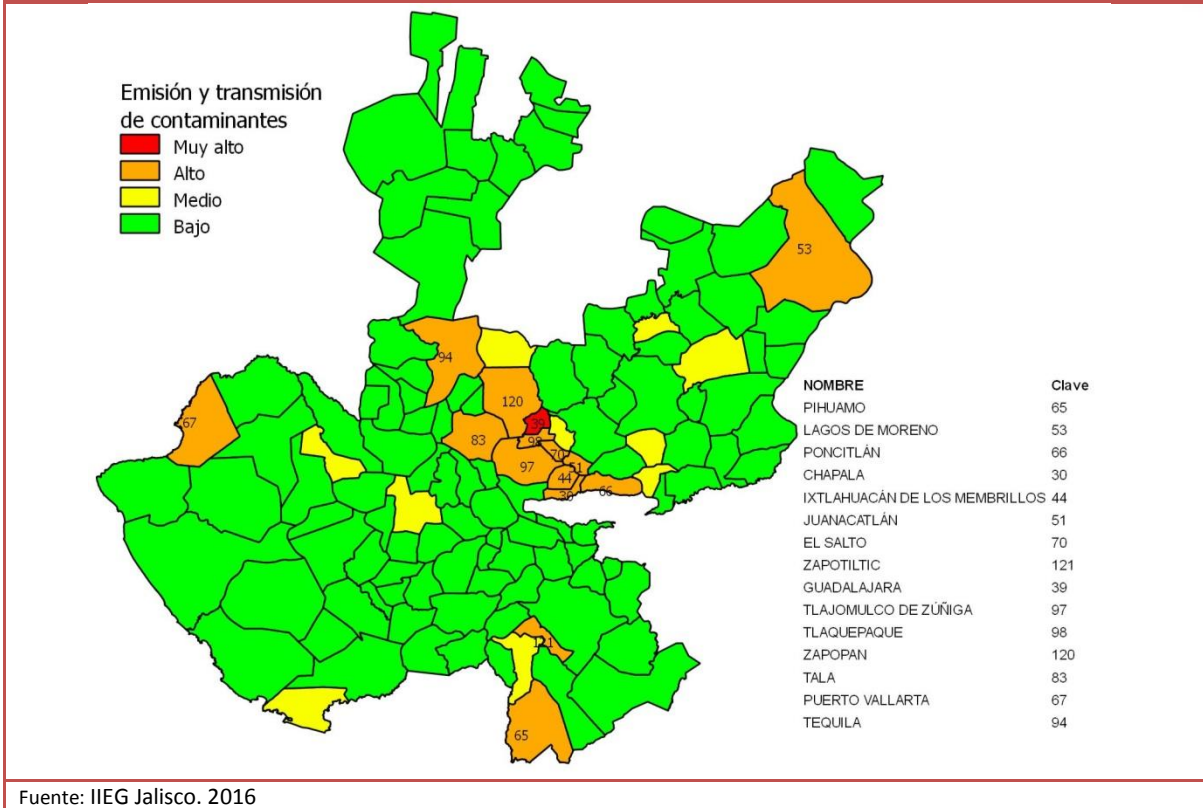 Emisión y transmisión
de contaminantes
Muy alto
Alto
Medio
Bajo
53
94
120
67
39
83
98
70
97
51
44
66
30
121
65
NOMBRE Clave
PIHUAMO 65
LAGOS DE MORENO 53
PONCITLÁN 66
CHAPALA 30
IXTLAHUACÁN DE LOS MEMBRILLOS 44
JUANACATLÁN 51
EL SALTO 70
ZAPOTILTIC 121
GUADALAJARA 39
TLAJOMULCO DE ZÚÑIGA 97
TLAQUEPAQUE 98
ZAPOPAN 120
TALA 83
PUERTO VALLARTA 67
TEQUILA 94
Fuente: IIEG Jalisco. 2016